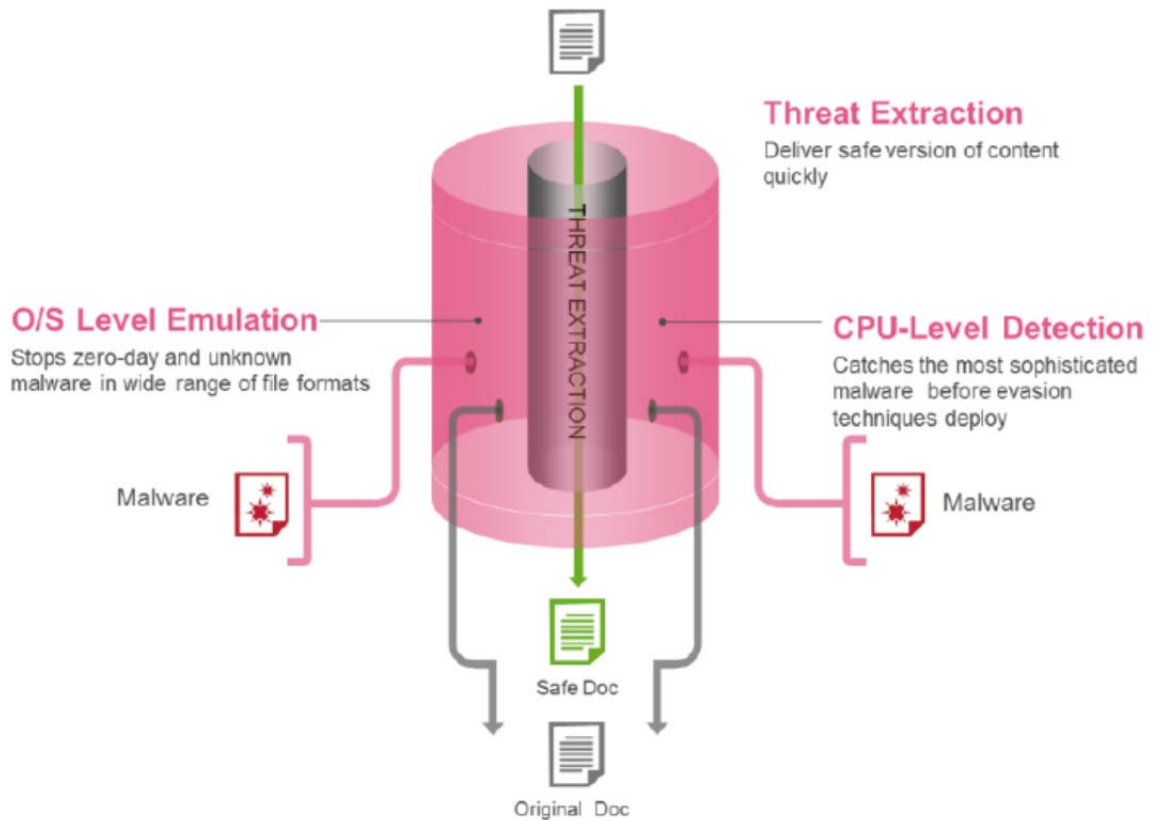 Threat Extraction
Deliver safe version of content
quickly
THREAT EXTRACTION
O/S Level Emulation
Stops zero-day and unknown
malware in wide range of file formats
CPU-Level Detection
Catches the most sophisticated
malware before evasion
techniques deploy
Malware
Malware
Safe Doc
Original Doc